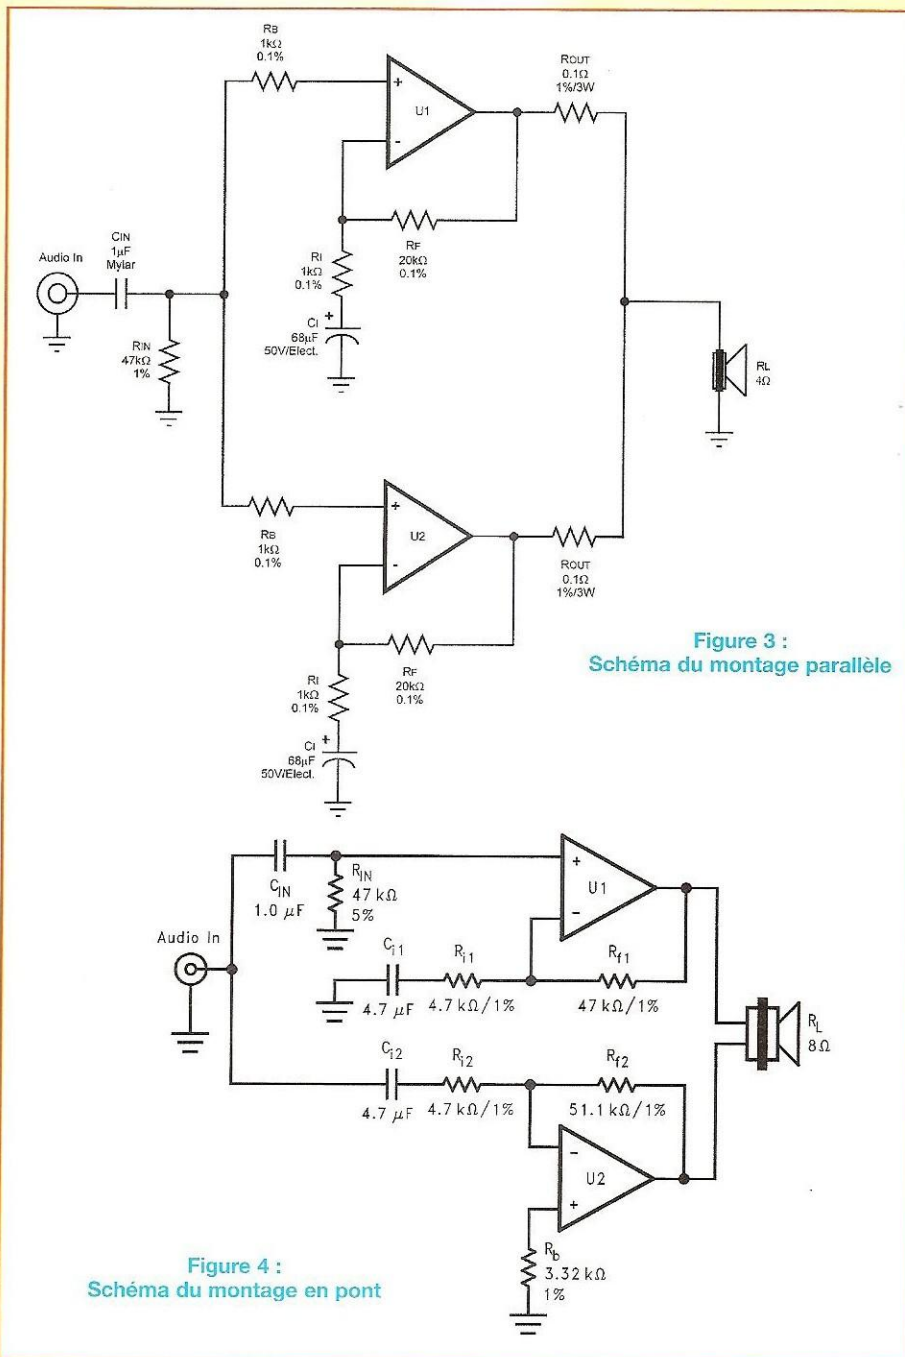 RB
1kΩ
0.1%
+
U1
-
ROUT
0.1Ω
1%/3W
CIN
1µF
Mylar
Audio In
RIN
47kΩ
1%
RF
20kΩ
0.1%
RI
1kΩ
0.1%
CI
+
68µF
50V/Elect.
RL
4Ω
RB
1kΩ
0.1%
+
U2
-
ROUT
0.1Ω
1%/3W
RF
20kΩ
0.1%
RI
1kΩ
0.1%
CI
+
68µF
50V/Elect.
Figure 3 :
Schéma du montage parallèle
CIN
1.0 µF
RIN
47 kΩ
5%
+
U1
-
Audio In
Ci1
4.7 µF
Ri1
4.7 kΩ/1%
Rf1
47 kΩ/1%
RL
8Ω
Ci2
4.7 µF
Ri2
4.7 kΩ/1%
Rf2
51.1 kΩ/1%
-
U2
+
Rb
3.32 kΩ
1%
Figure 4 :
Schéma du montage en pont